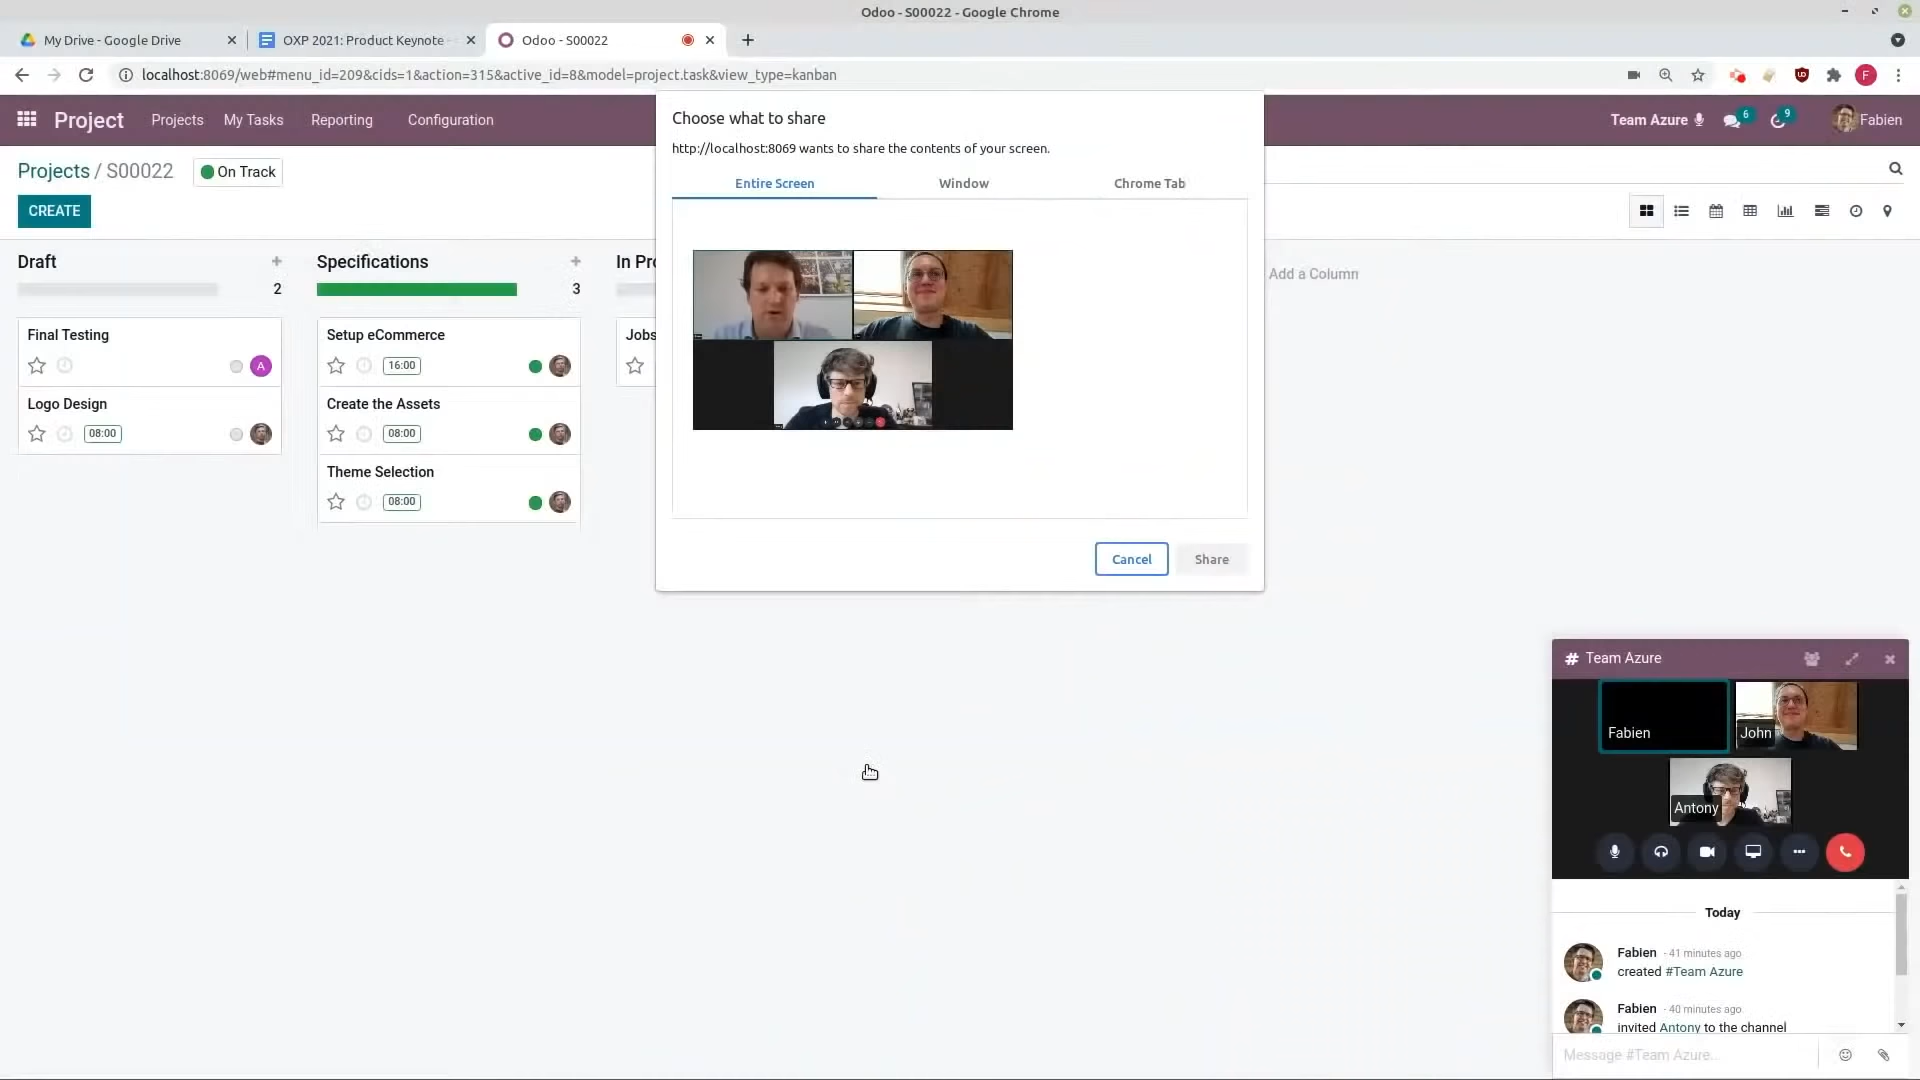 Odoo - S00022 - Google Chrome
My Drive - Google Drive
OXP 2021: Product Keynote -
Odoo - S00022
localhost:8069/web#menu_id=209&cids=1&action=315&active_id=8&model=project.task&view_type=kanban
F
Project
Projects
My Tasks
Reporting
Configuration
Team Azure
6
9
Fabien
Projects / S00022
On Track
CREATE
Choose what to share
http://localhost:8069 wants to share the contents of your screen.
Entire Screen
Window
Chrome Tab
Cancel
Share
Draft
2
Final Testing
A
Logo Design
08:00
Specifications
3
Setup eCommerce
16:00
Create the Assets
08:00
Theme Selection
08:00
In Pro
Jobs
Add a Column
# Team Azure
Fabien
John
Antony
Today
Fabien - 41 minutes ago
created #Team Azure
Fabien - 40 minutes ago
invited Antony to the channel
Message #Team Azure...